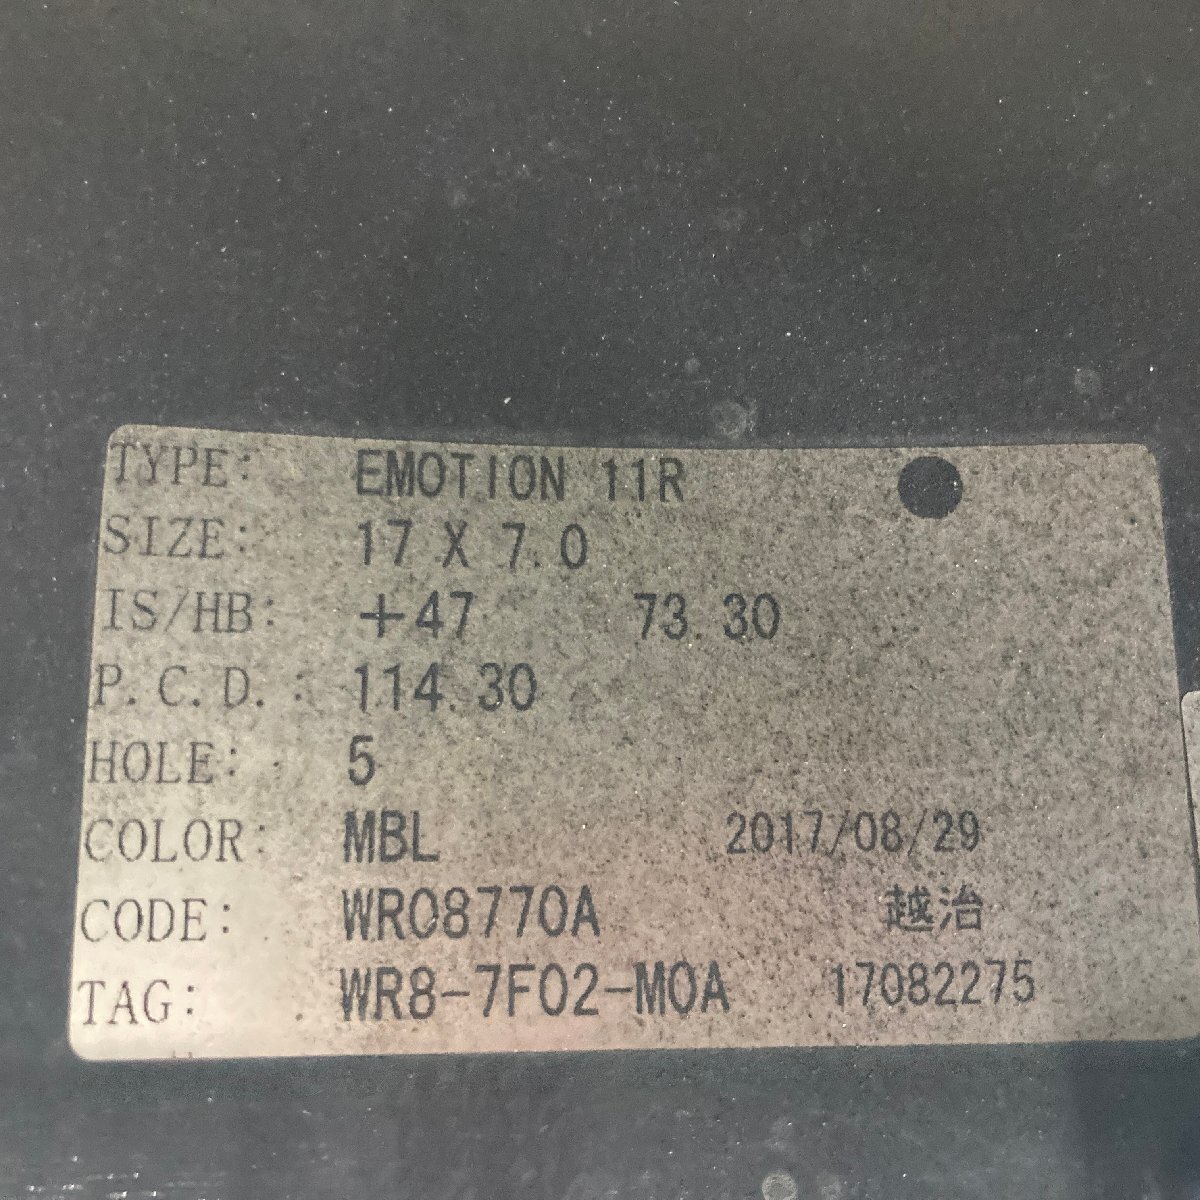 TYPE: EMOTION 11R
SIZE: 17 X 7.0
IS/HB: +47 73.30
P.C.D.: 114.30
HOLE: 5
COLOR: MBL 2017/08/29
CODE: WR08770A 越治
TAG: WR8-7F02-M0A 17082275